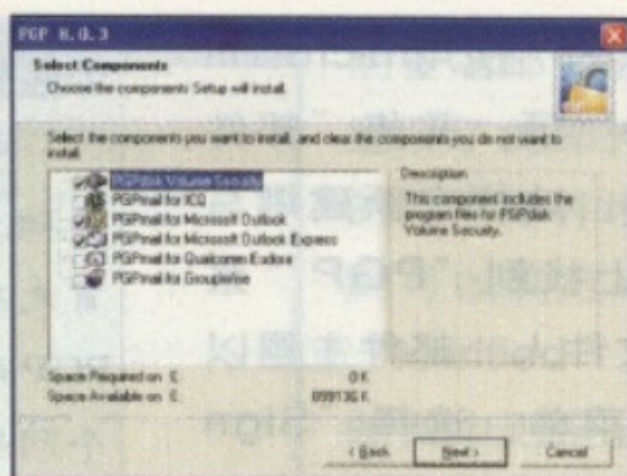 PGP 8.0.3
Select Components
Choose the components Setup will install.
Select the components you want to install, and clear the components you do not want to
install.
PGPdisk Volume Security
PGPmail for ICQ
PGPmail for Microsoft Outlook
PGPmail for Microsoft Outlook Express
PGPmail for Qualcomm Eudora
PGPmail for GroupWise
Description
This component includes the
program files for PGPdisk
Volume Security.
Space Required on E: 0 K
Space Available on E: 899136 K
< Back
Next >
Cancel